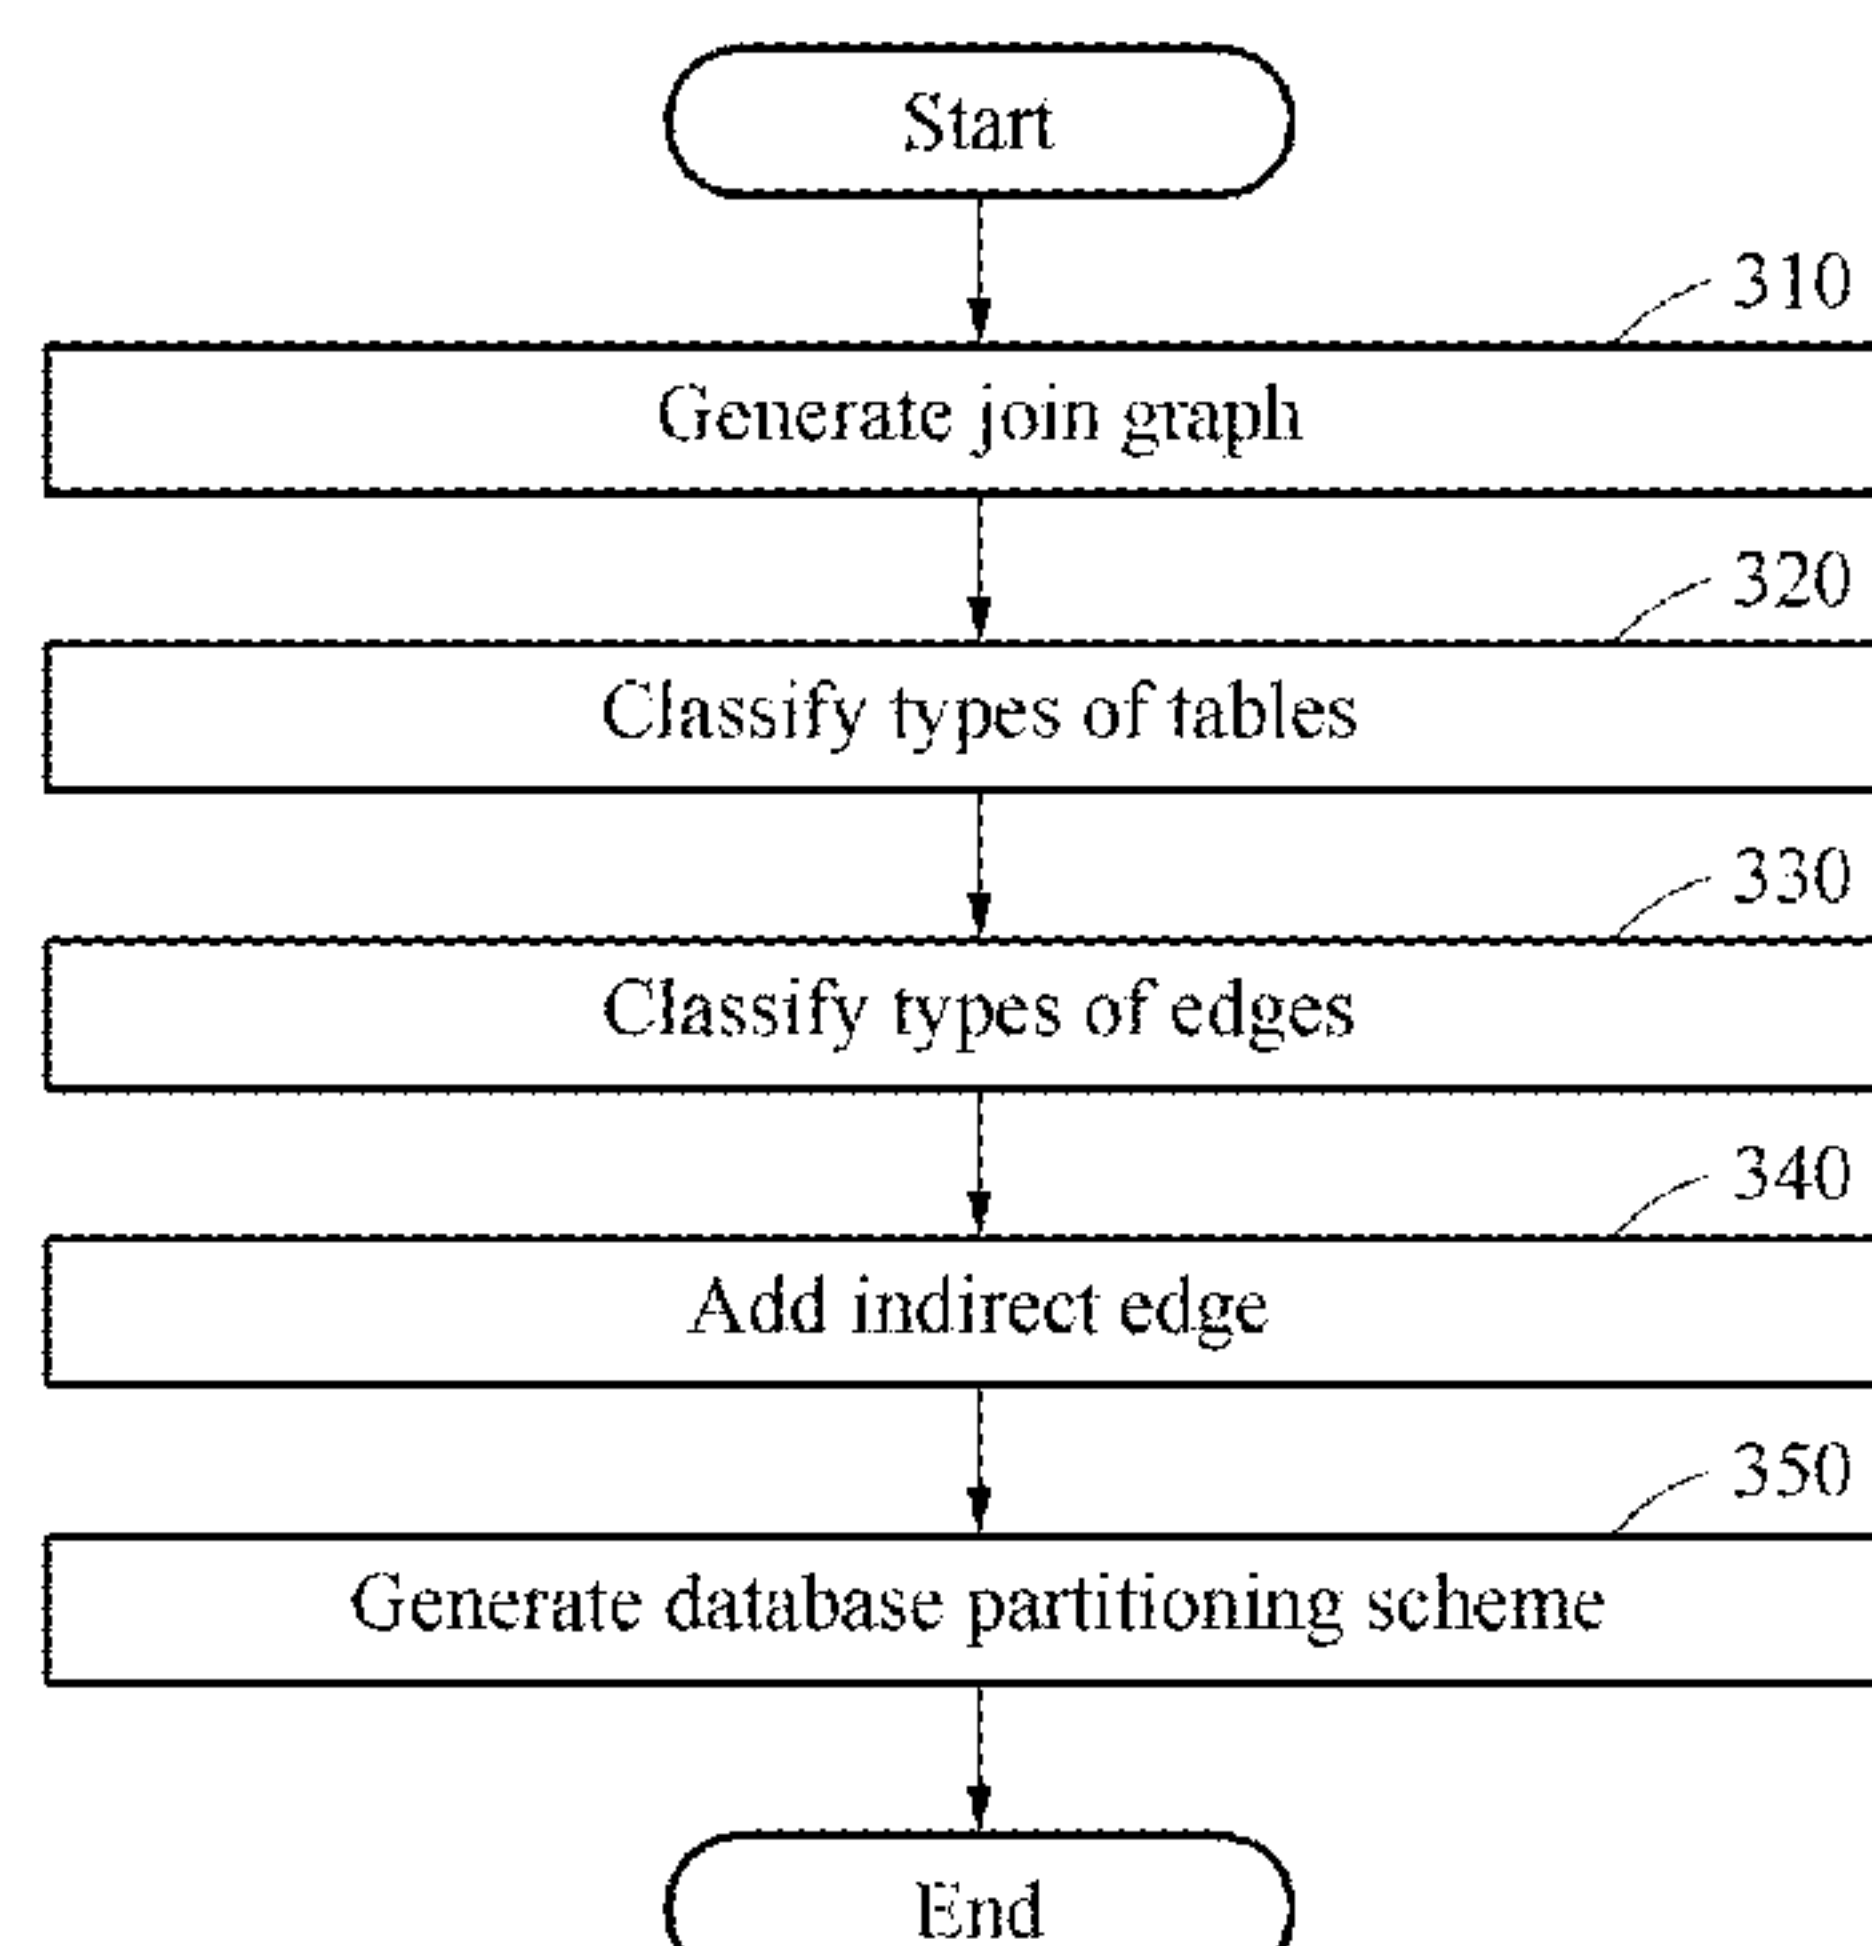 Start
310
Generate join graph
320
Classify types of tables
330
Classify types of edges
340
Add indirect edge
350
Generate database partitioning scheme
End